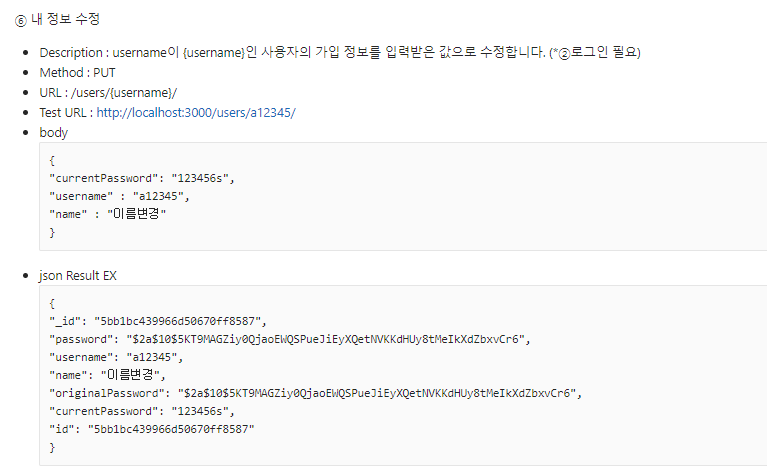 ⑥ 내 정보 수정
Description : username이 {username}인 사용자의 가입 정보를 입력받은 값으로 수정합니다. (*②로그인 필요)
Method : PUT
URL : /users/{username}/
Test URL : http://localhost:3000/users/a12345/
body
{
"currentPassword": "123456s",
"username" : "a12345",
"name" : "이름변경"
}
json Result EX
{
"_id": "5bb1bc439966d50670ff8587",
"password": "$2a$10$5KT9MAGZiy0QjaoEWQSPueJiEyXQetNVKKdHUy8tMeIkXdZbxvCr6",
"username": "a12345",
"name": "이름변경",
"originalPassword": "$2a$10$5KT9MAGZiy0QjaoEWQSPueJiEyXQetNVKKdHUy8tMeIkXdZbxvCr6",
"currentPassword": "123456s",
"id": "5bb1bc439966d50670ff8587"
}